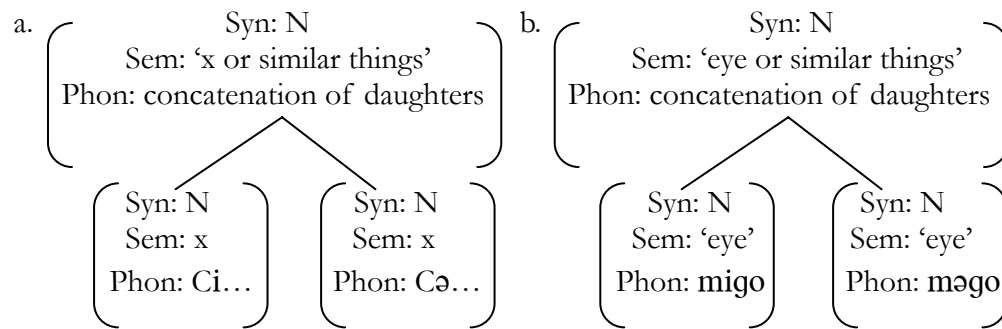 a.
Syn: N
Sem: ‘x or similar things’
Phon: concatenation of daughters
Syn: N
Sem: x
Phon: Ci…
Syn: N
Sem: x
Phon: Cə…
b.
Syn: N
Sem: ‘eye or similar things’
Phon: concatenation of daughters
Syn: N
Sem: ‘eye’
Phon: migo
Syn: N
Sem: ‘eye’
Phon: məgo